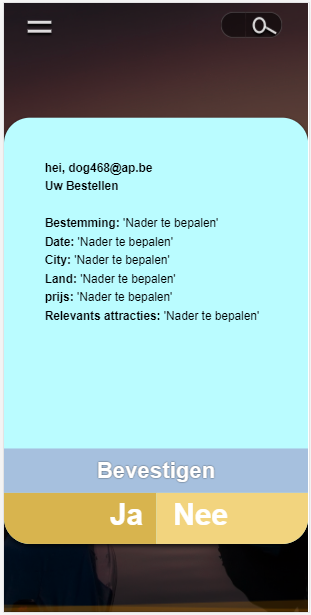 hei, dog468@ap.be
Uw Bestellen
Bestemming: 'Nader te bepalen'
Date: 'Nader te bepalen'
City: 'Nader te bepalen'
Land: 'Nader te bepalen'
prijs: 'Nader te bepalen'
Relevants attracties: 'Nader te bepalen'
Bevestigen
Ja Nee